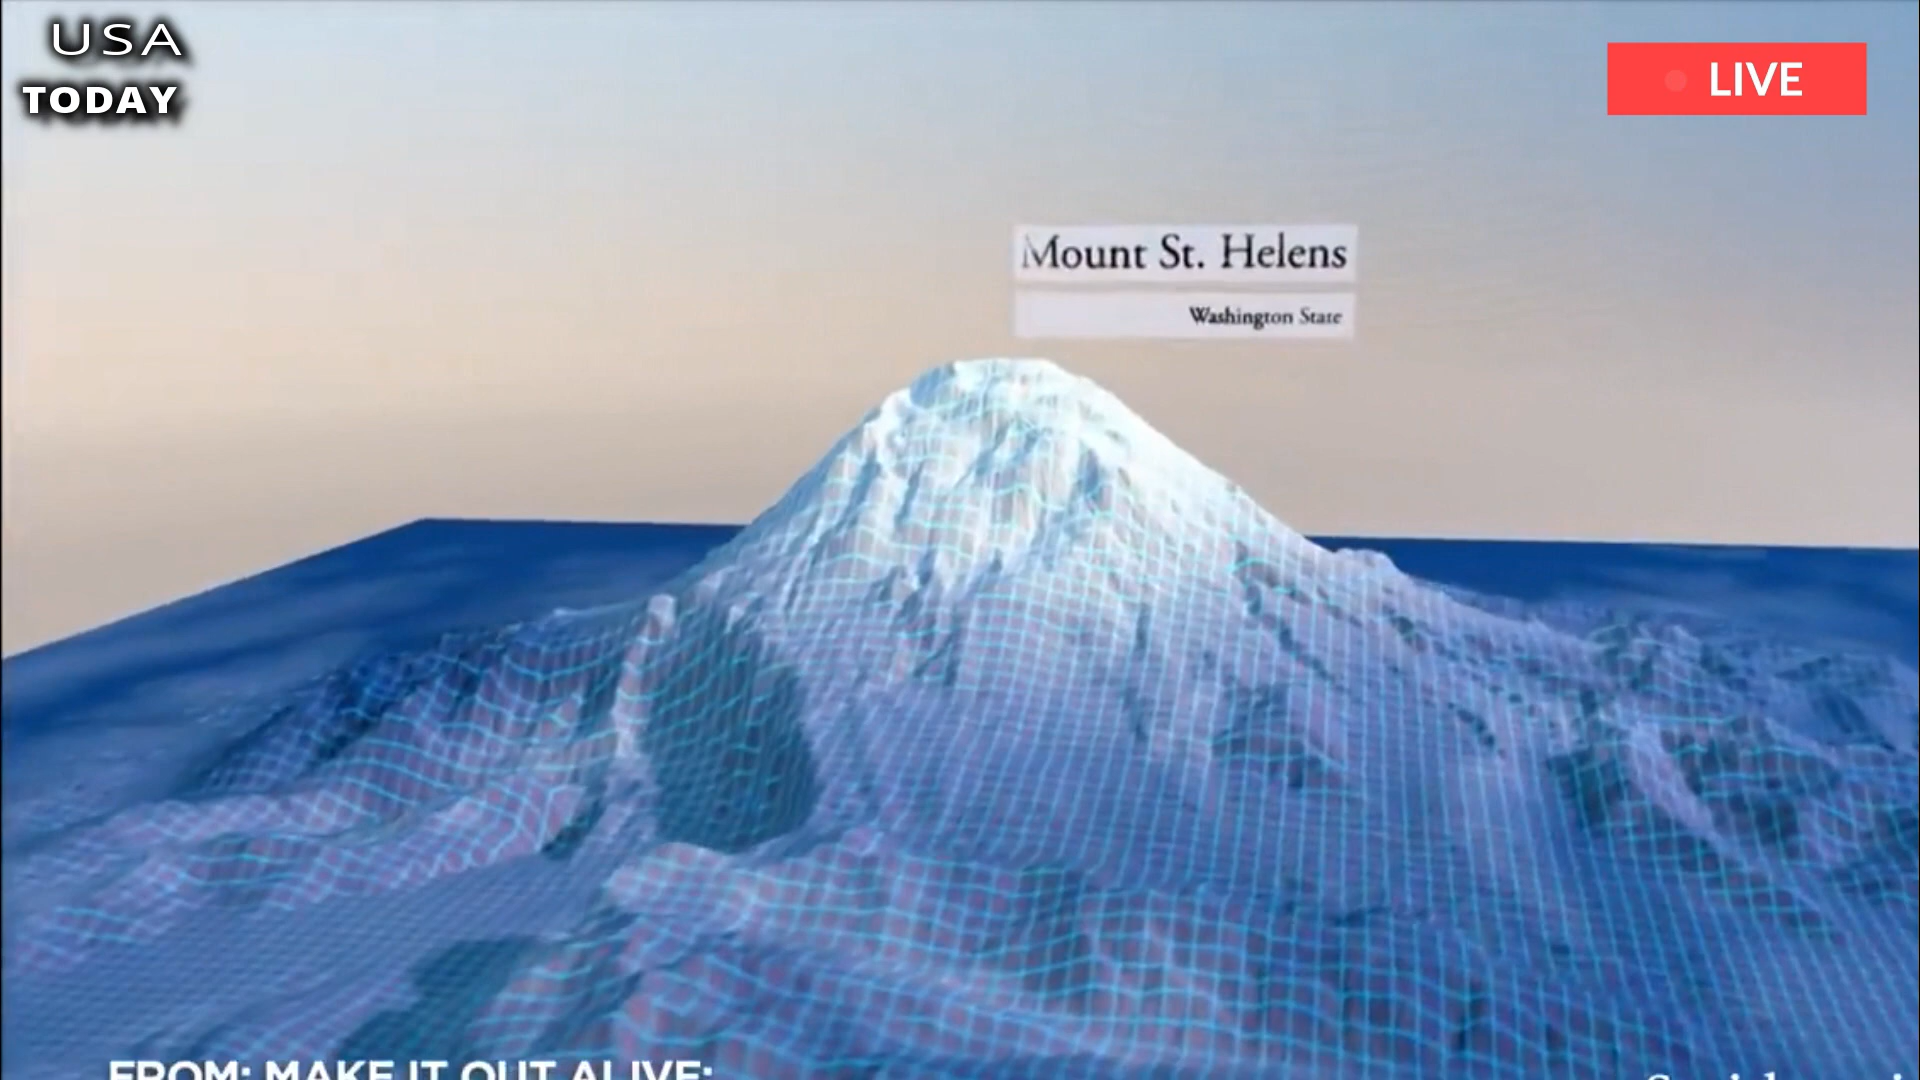 USA
TODAY
LIVE
Mount St. Helens
Washington State
FROM: MAKE IT OUT ALIVE: